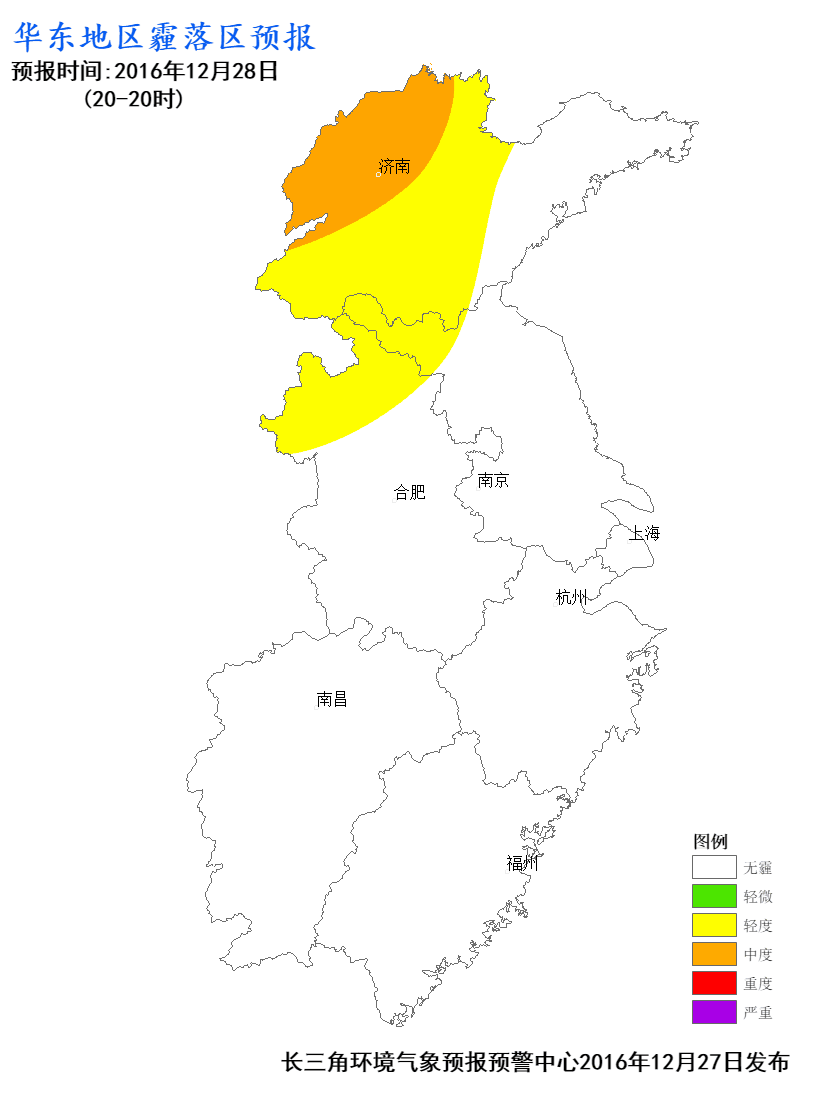 华东地区霾落区预报
预报时间:2016年12月28日
(20-20时)
济南
南京
合肥
上海
杭州
南昌
福州
图例
无霾
轻微
轻度
中度
重度
严重
长三角环境气象预报预警中心2016年12月27日发布